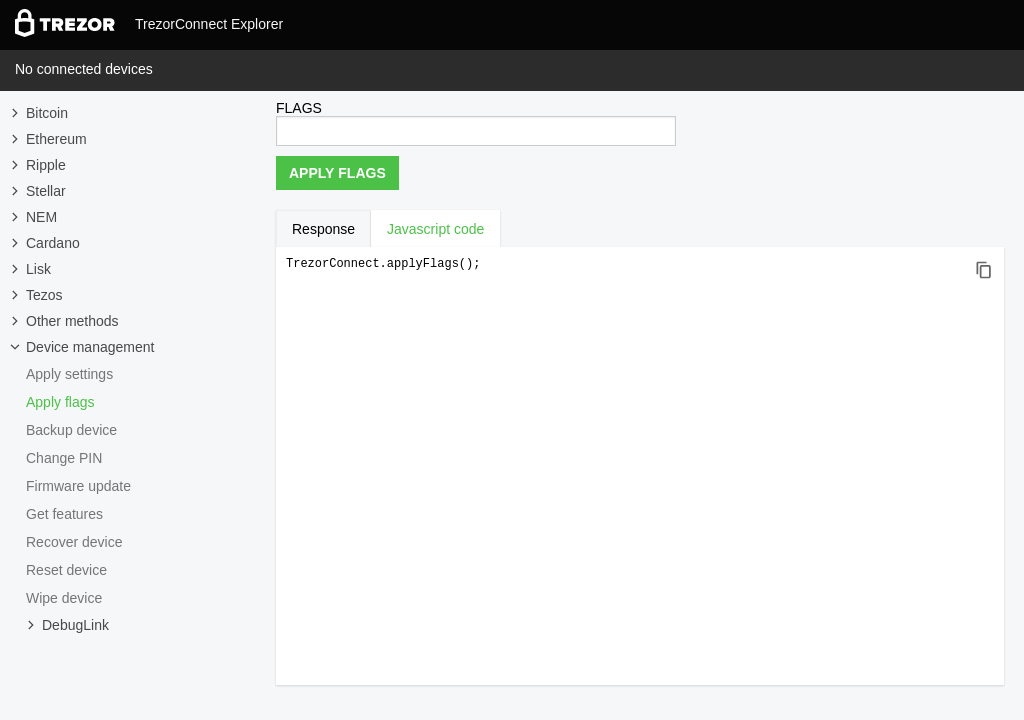 TREZOR TrezorConnect Explorer
No connected devices
Bitcoin
Ethereum
Ripple
Stellar
NEM
Cardano
Lisk
Tezos
Other methods
Device management
Apply settings
Apply flags
Backup device
Change PIN
Firmware update
Get features
Recover device
Reset device
Wipe device
DebugLink
FLAGS
APPLY FLAGS
Response Javascript code
TrezorConnect.applyFlags();